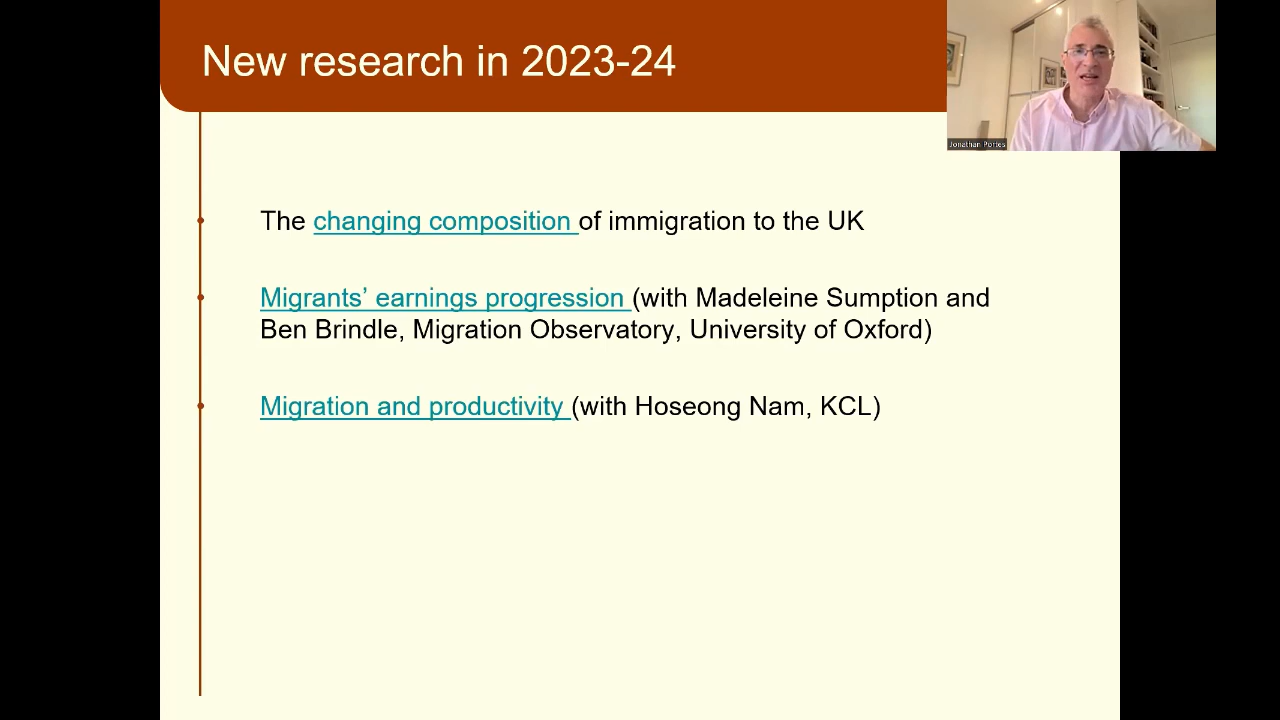 New research in 2023-24
Jonathan Portes
The changing composition of immigration to the UK
Migrants’ earnings progression (with Madeleine Sumption and
Ben Brindle, Migration Observatory, University of Oxford)
Migration and productivity (with Hoseong Nam, KCL)